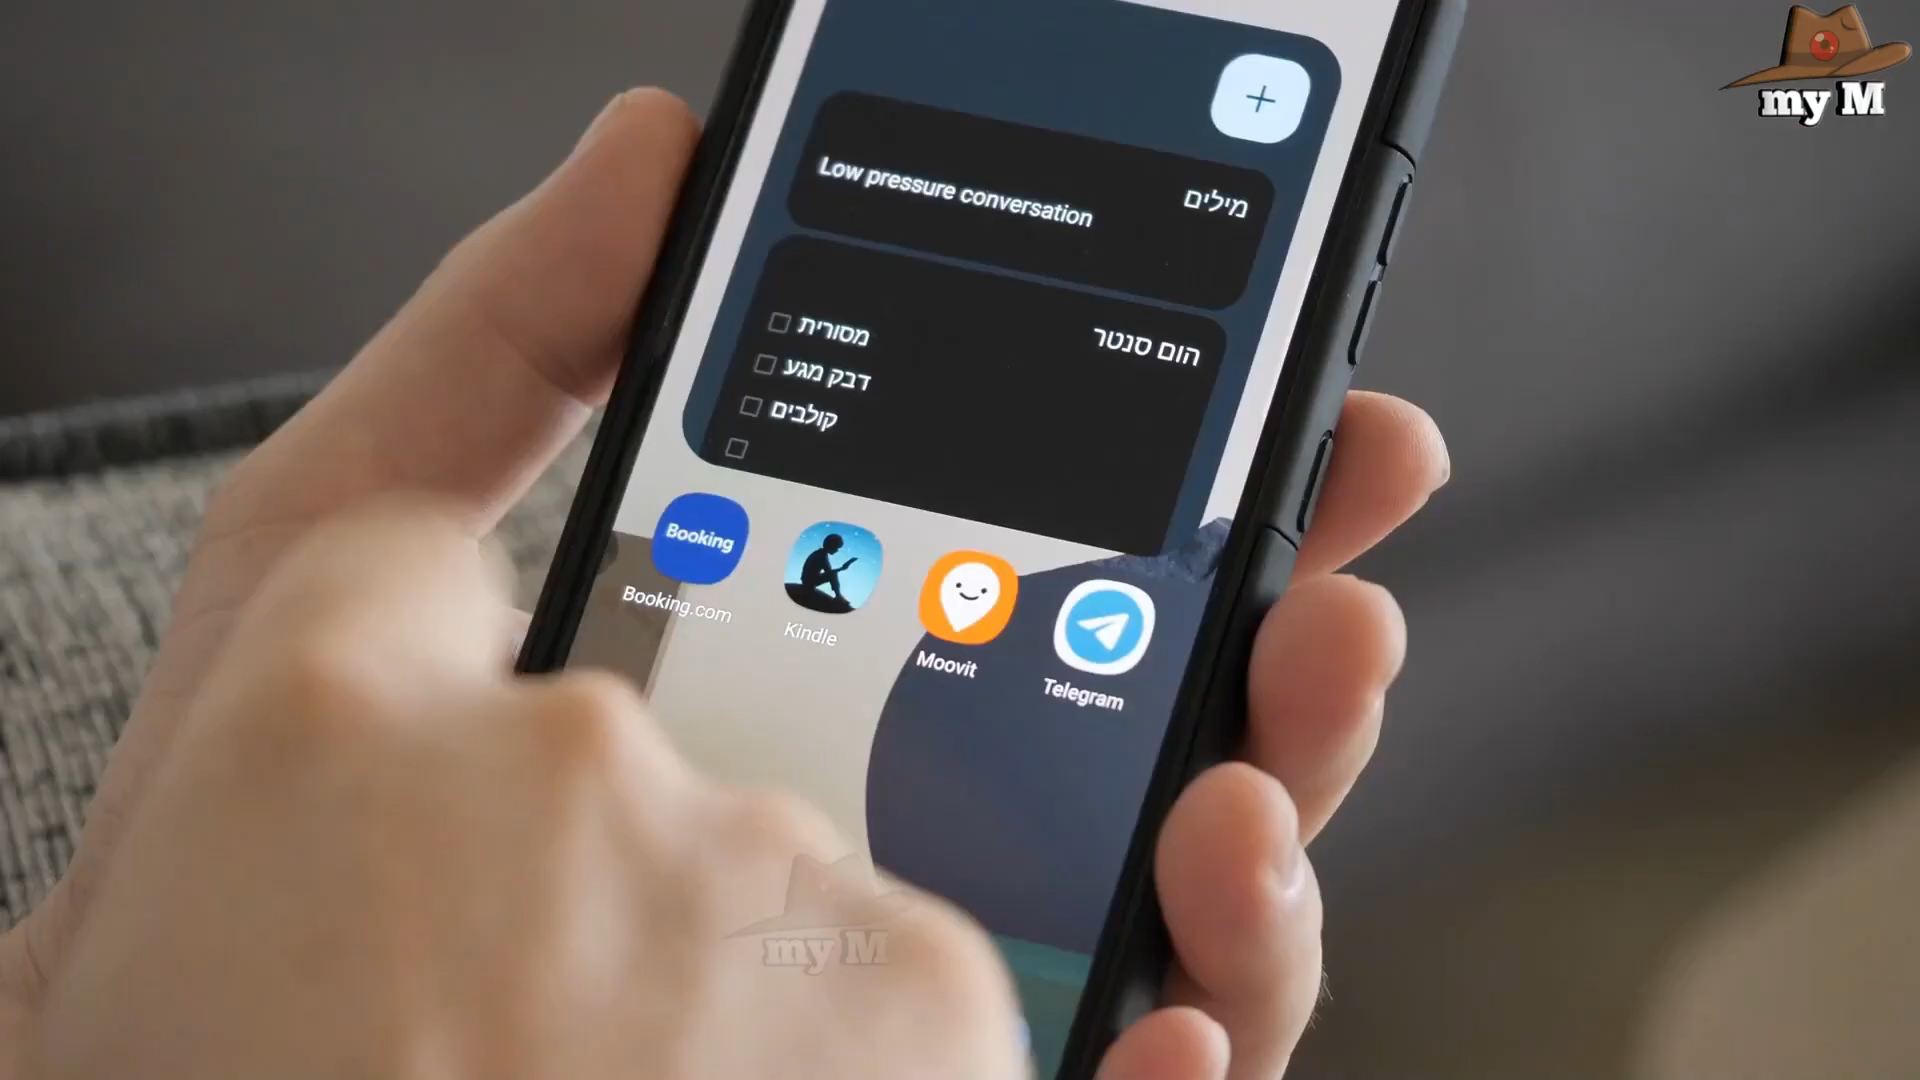 my M
+
מילים
Low pressure conversation
הום סנטר
מסורית
דבק מגע
קולבים
Booking
Booking.com
Kindle
Moovit
Telegram
my M